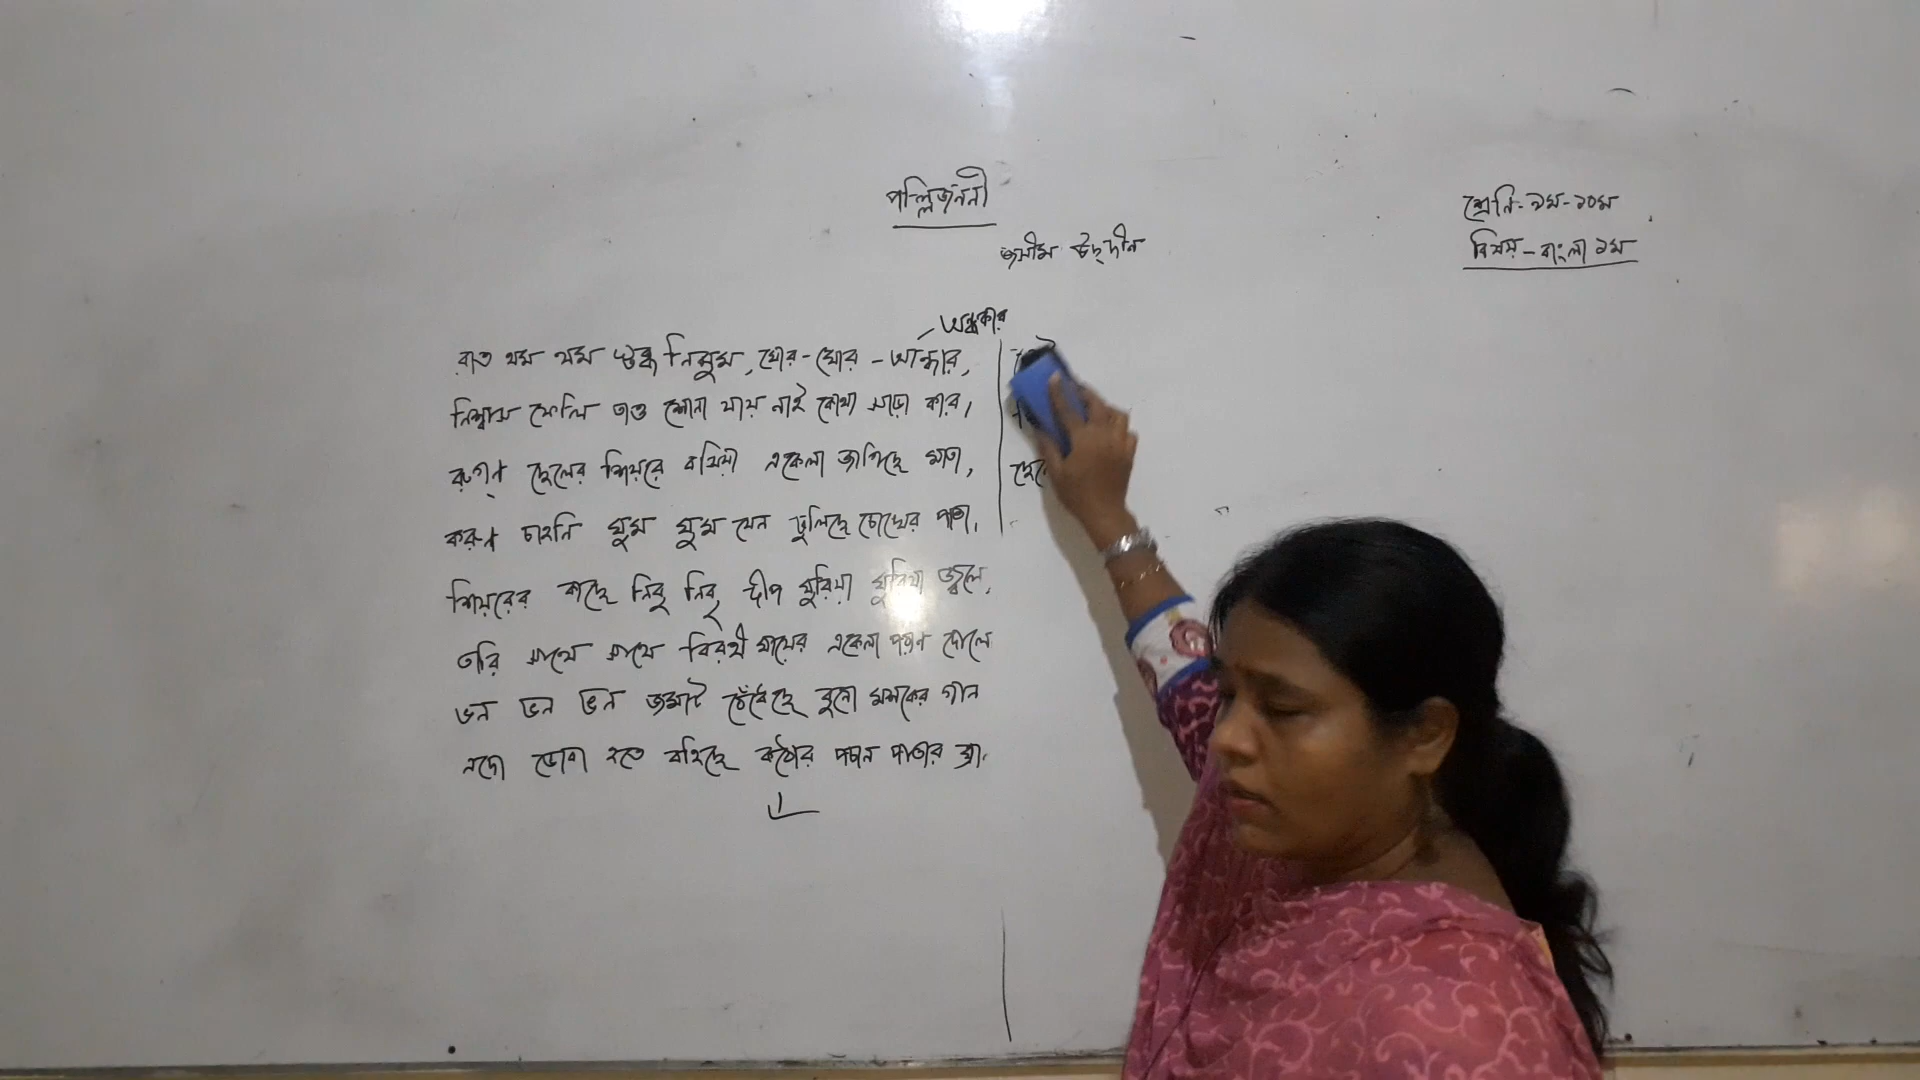 পল্লিজননী
জসীম উদ্‌দীন
শ্রেনি-৯ম-১০ম
বিষয়-বাংলা ১ম
অন্ধকার
রাত থম থম স্তব্ধ নিঝুম, ঘোর-ঘোর-আন্ধার,
নিশ্বাস ফেলি তাও শোনা যায় নাই কোথা সাড়া কার,
রুগ্‌ণ ছেলের শিয়রে বসিয়া একেলা জাগিছে মাতা,
করুণ চাহনি ঘুম ঘুম যেন ঢুলিছে চোখের পাতা,
শিয়রের কাছে নিবু নিবু দীপ ঘুরিয়া ঘুরিয়া জ্বলে,
তারি সাথে সাথে বিরহী মায়ের একেলা পরাণ দোলে
ভন ভন ভন জমাট বেঁধেছে বুনো মশকের গান
এদো ডোবা হতে বহিছে কঠোর পচান পাতার